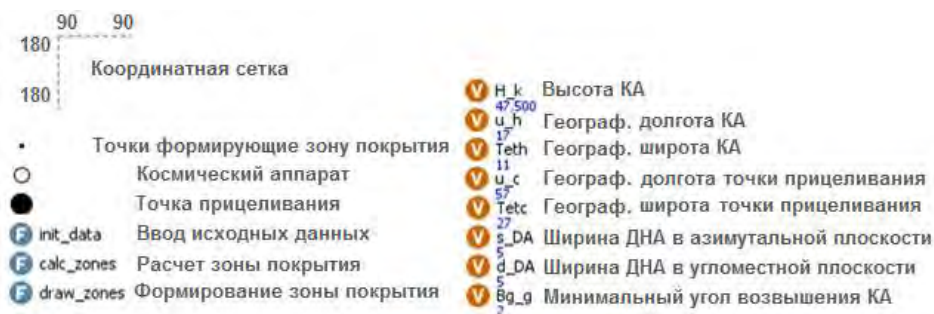 90 90
180
Координатная сетка
180
Точки формирующие зону покрытия
Космический аппарат
Точка прицеливания
F init_data Ввод исходных данных
F calc_zones Расчет зоны покрытия
F draw_zones Формирование зоны покрытия
V H_k Высота КА
47,500
V u_h Географ. долгота КА
17
V Teth Географ. широта КА
11
V u_c Географ. долгота точки прицеливания
57
V Tetc Географ. широта точки прицеливания
27
V s_DA Ширина ДНА в азимутальной плоскости
5
V d_DA Ширина ДНА в угломестной плоскости
5
V Bg_g Минимальный угол возвышения КА
2